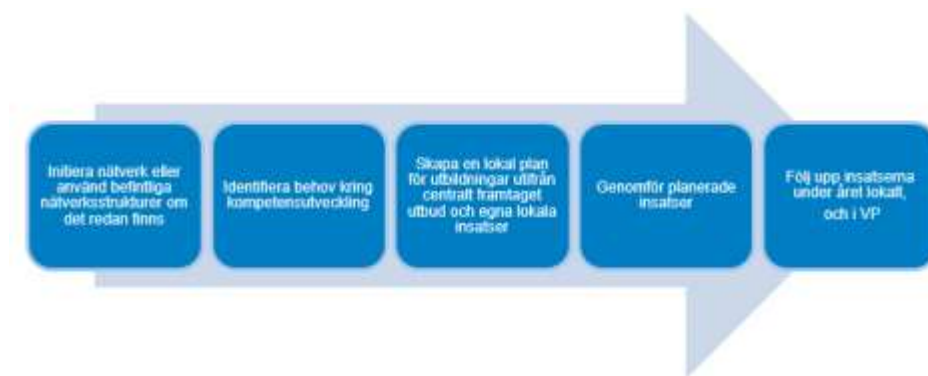 Initiera nätverk eller
använd befintliga
nätverksstrukturer om
det redan finns
Identifiera behov kring
kompetensutveckling
Skapa en lokal plan
för utbildningar utifrån
centralt framtaget
utbud och egna lokala
insatser
Genomför planerade
insatser
Följ upp insatserna
under året lokalt,
och i VP